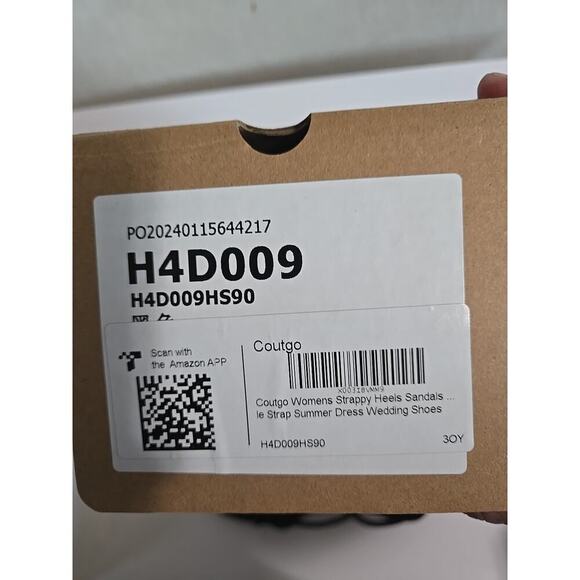 PO20240115644217
H4D009
H4D009HS90
Scan with
the Amazon APP
Coutgo
Coutgo Womens Strappy Heels Sandals ...
le Strap Summer Dress Wedding Shoes
H4D009HS90
3OY